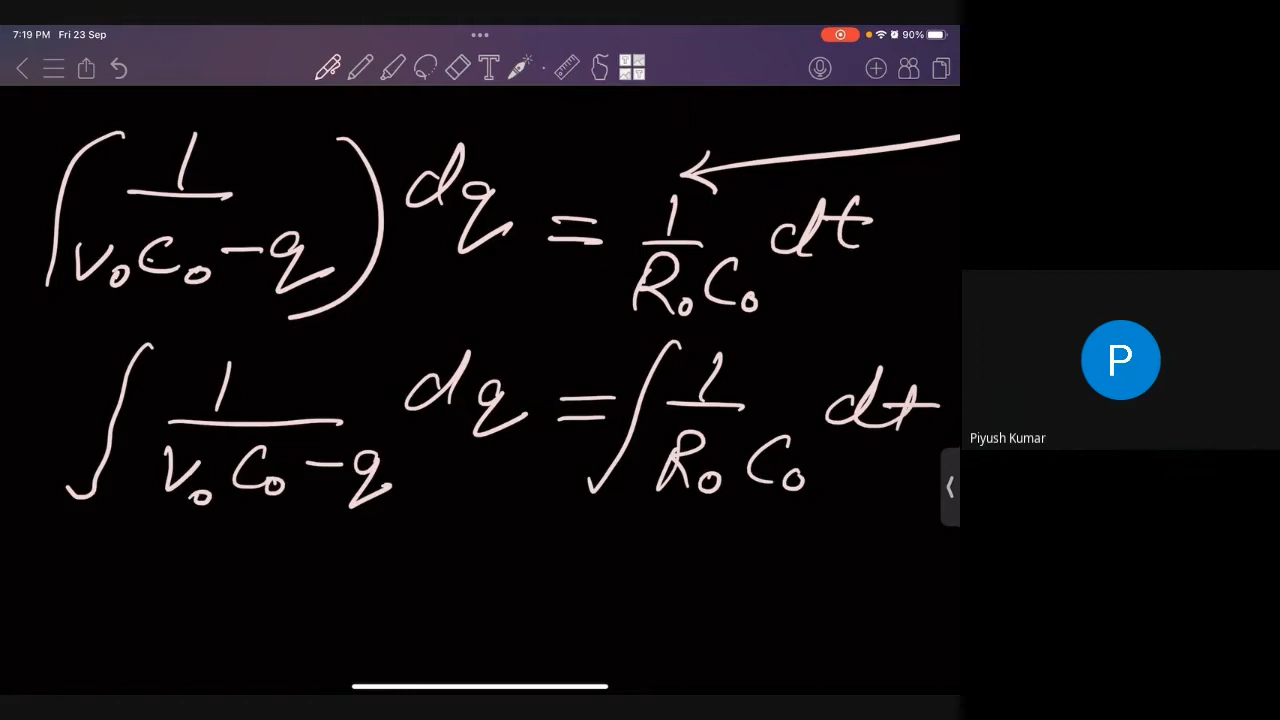 7:19 PM Fri 23 Sep
90%
T
(1/(V₀C₀-q)) dq = 1/(R₀C₀) dt
∫ 1/(V₀C₀-q) dq = ∫ 1/(R₀C₀) dt
P
Piyush Kumar